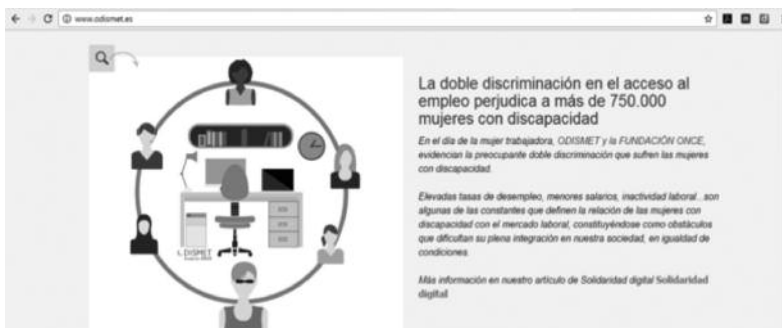 www.odismet.es
La doble discriminación en el acceso al
empleo perjudica a más de 750.000
mujeres con discapacidad
En el día de la mujer trabajadora, ODISMET y la FUNDACIÓN ONCE,
evidencian la preocupante doble discriminación que sufren las mujeres
con discapacidad.
Elevadas tasas de desempleo, menores salarios, inactividad laboral...son
algunas de las constantes que definen la relación de las mujeres con
discapacidad con el mercado laboral, constituyéndose como obstáculos
que dificultan su plena integración en nuestra sociedad, en igualdad de
condiciones.
Más información en nuestro artículo de Solidaridad digital Solidaridad
digital
DISMET